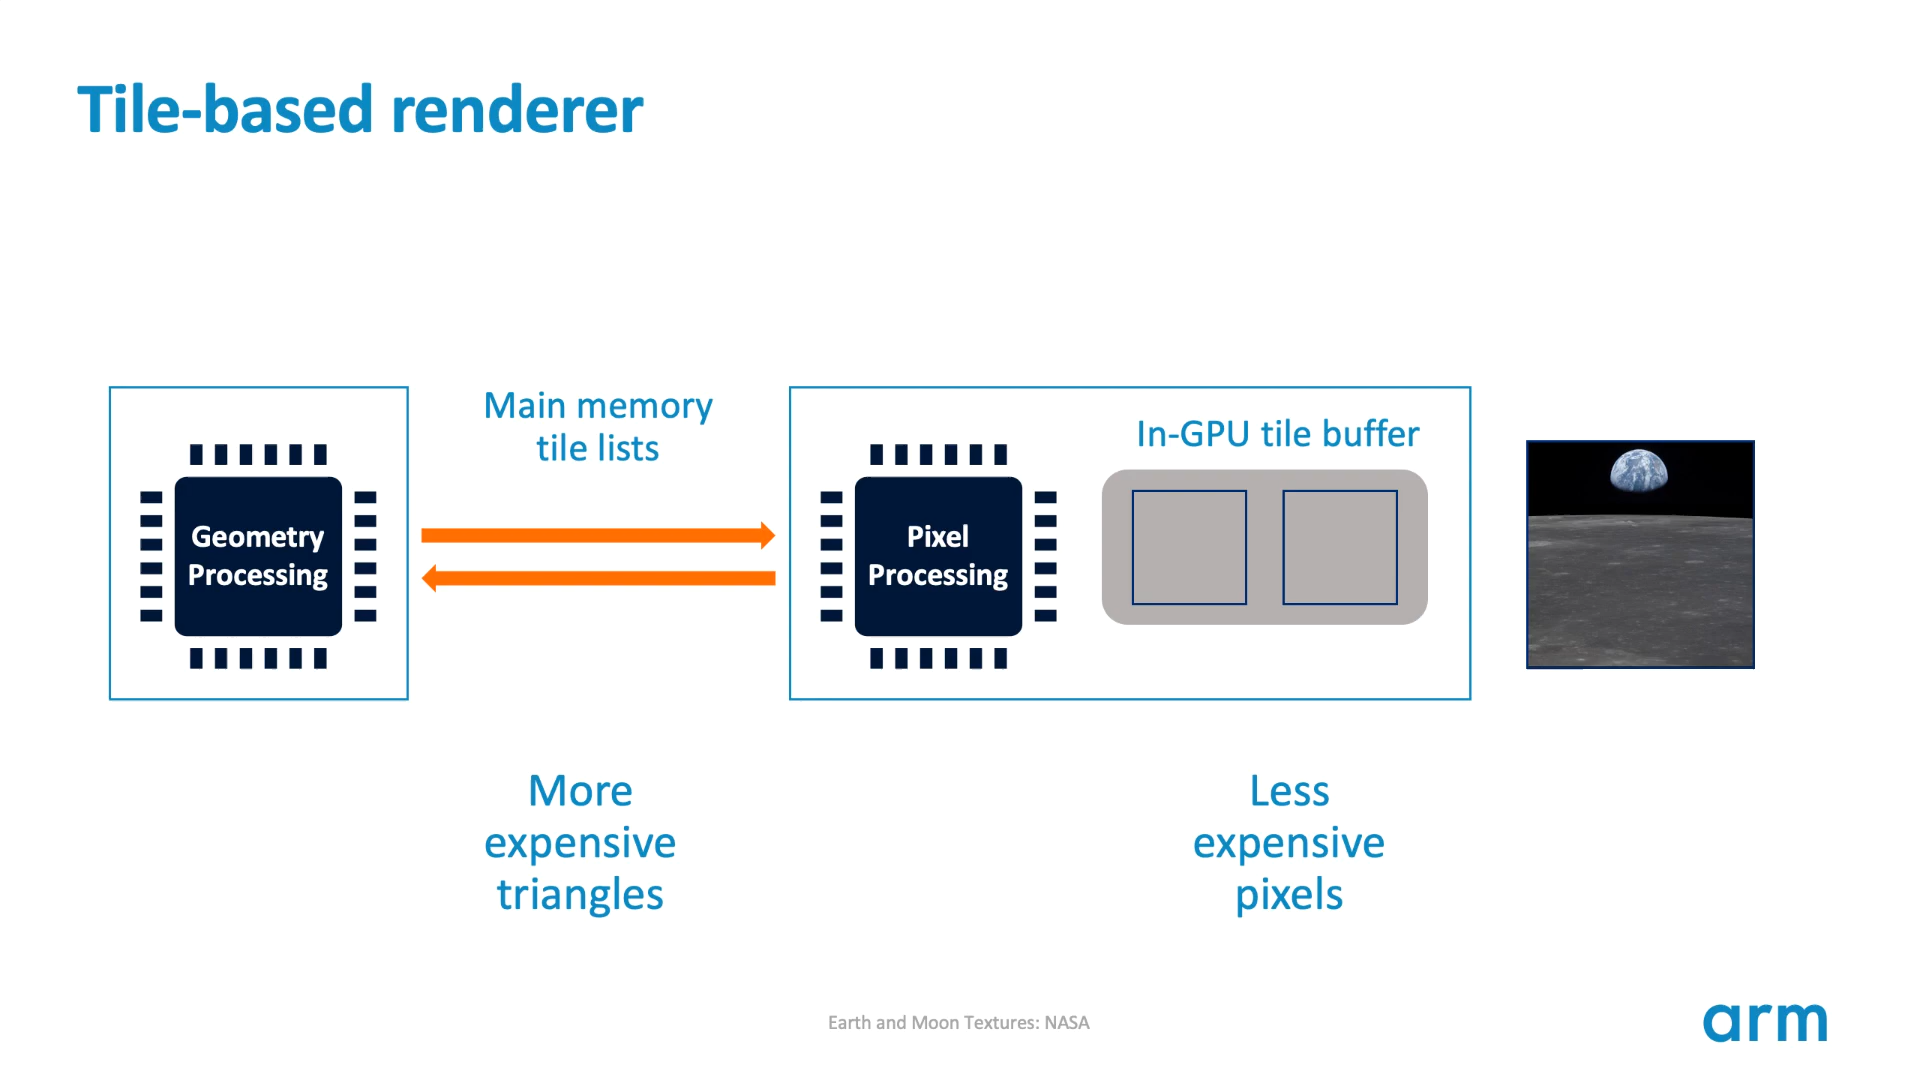 Tile-based renderer
Main memory
tile lists
In-GPU tile buffer
Geometry
Processing
Pixel
Processing
More
expensive
triangles
Less
expensive
pixels
Earth and Moon Textures: NASA
arm